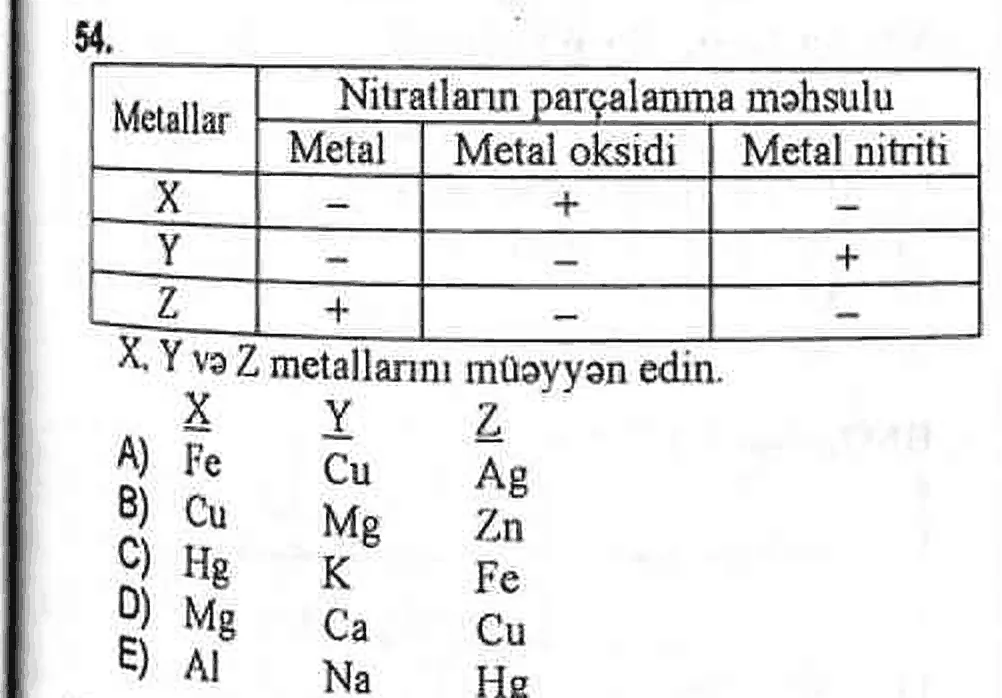 54.
Metallar Nitratların parçalanma məhsulu
Metal Metal oksidi Metal nitriti
X – + –
Y – – +
Z + – –
X, Y və Z metallarını müəyyən edin.
X Y Z
A) Fe Cu Ag
B) Cu Mg Zn
C) Hg K Fe
D) Mg Ca Cu
E) Al Na Hg